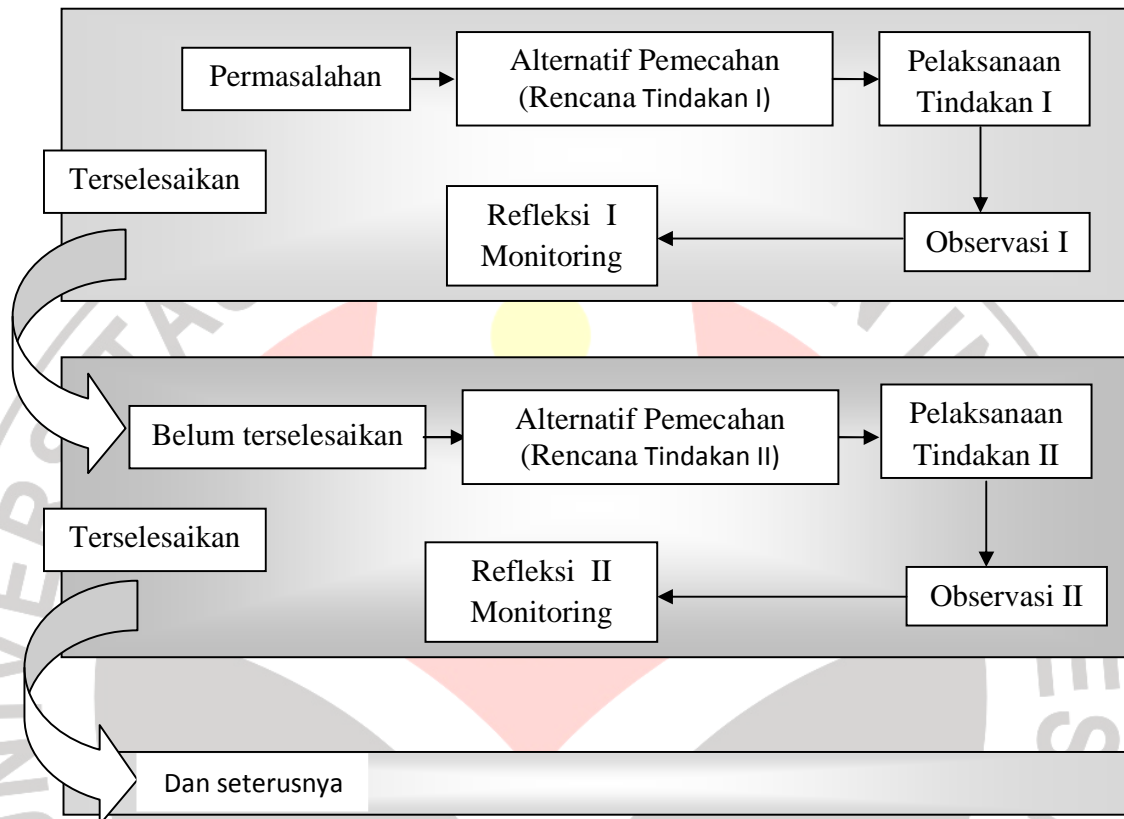 Permasalahan
Alternatif Pemecahan
(Rencana Tindakan I)
Pelaksanaan
Tindakan I
Terselesaikan
Refleksi I
Monitoring
Observasi I
Belum terselesaikan
Alternatif Pemecahan
(Rencana Tindakan II)
Pelaksanaan
Tindakan II
Terselesaikan
Refleksi II
Monitoring
Observasi II
Dan seterusnya